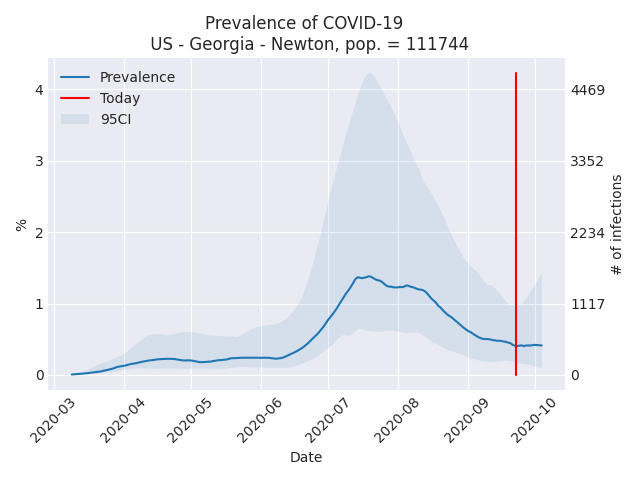 Prevalence of COVID-19
US - Georgia - Newton, pop. = 111744
Prevalence
Today
95CI
4
3
2
1
0
%
4469
3352
2234
1117
0
# of infections
2020-03
2020-04
2020-05
2020-06
2020-07
2020-08
2020-09
2020-10
Date